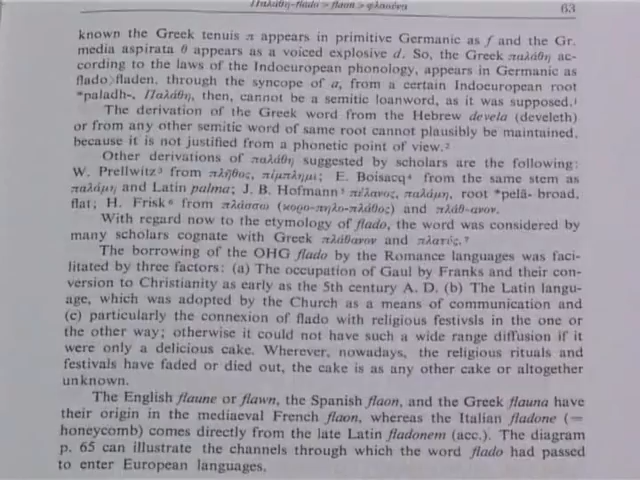 Παλάθη-flado > flaon > φλαούνα 63
known the Greek tenuis π appears in primitive Germanic as f and the Gr.
media aspirata θ appears as a voiced explosive d. So, the Greek παλάθη ac-
cording to the laws of the Indoeuropean phonology, appears in Germanic as
flado⟩fladen, through the syncope of a, from a certain Indoeuropean root
*paladh-, Παλάθη, then, cannot be a semitic loanword, as it was supposed.¹
The derivation of the Greek word from the Hebrew devela (develeth)
or from any other semitic word of same root cannot plausibly be maintained,
because it is not justified from a phonetic point of view.²
Other derivations of παλάθη suggested by scholars are the following:
W. Prellwitz³ from πλῆθος, πίμπλημι; E. Boisacq⁴ from the same stem as
παλάμη and Latin palma; J. B. Hofmann⁵ πέλανος, παλάμη, root *pelā- broad,
flat; H. Frisk⁶ from πλάσσω (κορο-πηλο-πλάθος) and πλάθ-ανον.
With regard now to the etymology of flado, the word was considered by
many scholars cognate with Greek πλάθανον and πλατύς.⁷
The borrowing of the OHG flado by the Romance languages was faci-
litated by three factors: (a) The occupation of Gaul by Franks and their con-
version to Christianity as early as the 5th century A. D. (b) The Latin langu-
age, which was adopted by the Church as a means of communication and
(c) particularly the connexion of flado with religious festivsls in the one or
the other way; otherwise it could not have such a wide range diffusion if it
were only a delicious cake. Wherever, nowadays, the religious rituals and
festivals have faded or died out, the cake is as any other cake or altogether
unknown.
The English flaune or flawn, the Spanish flaon, and the Greek flauna have
their origin in the mediaeval French flaon, whereas the Italian fladone (=
honeycomb) comes directly from the late Latin fladonem (acc.). The diagram
p. 65 can illustrate the channels through which the word flado had passed
to enter European languages.